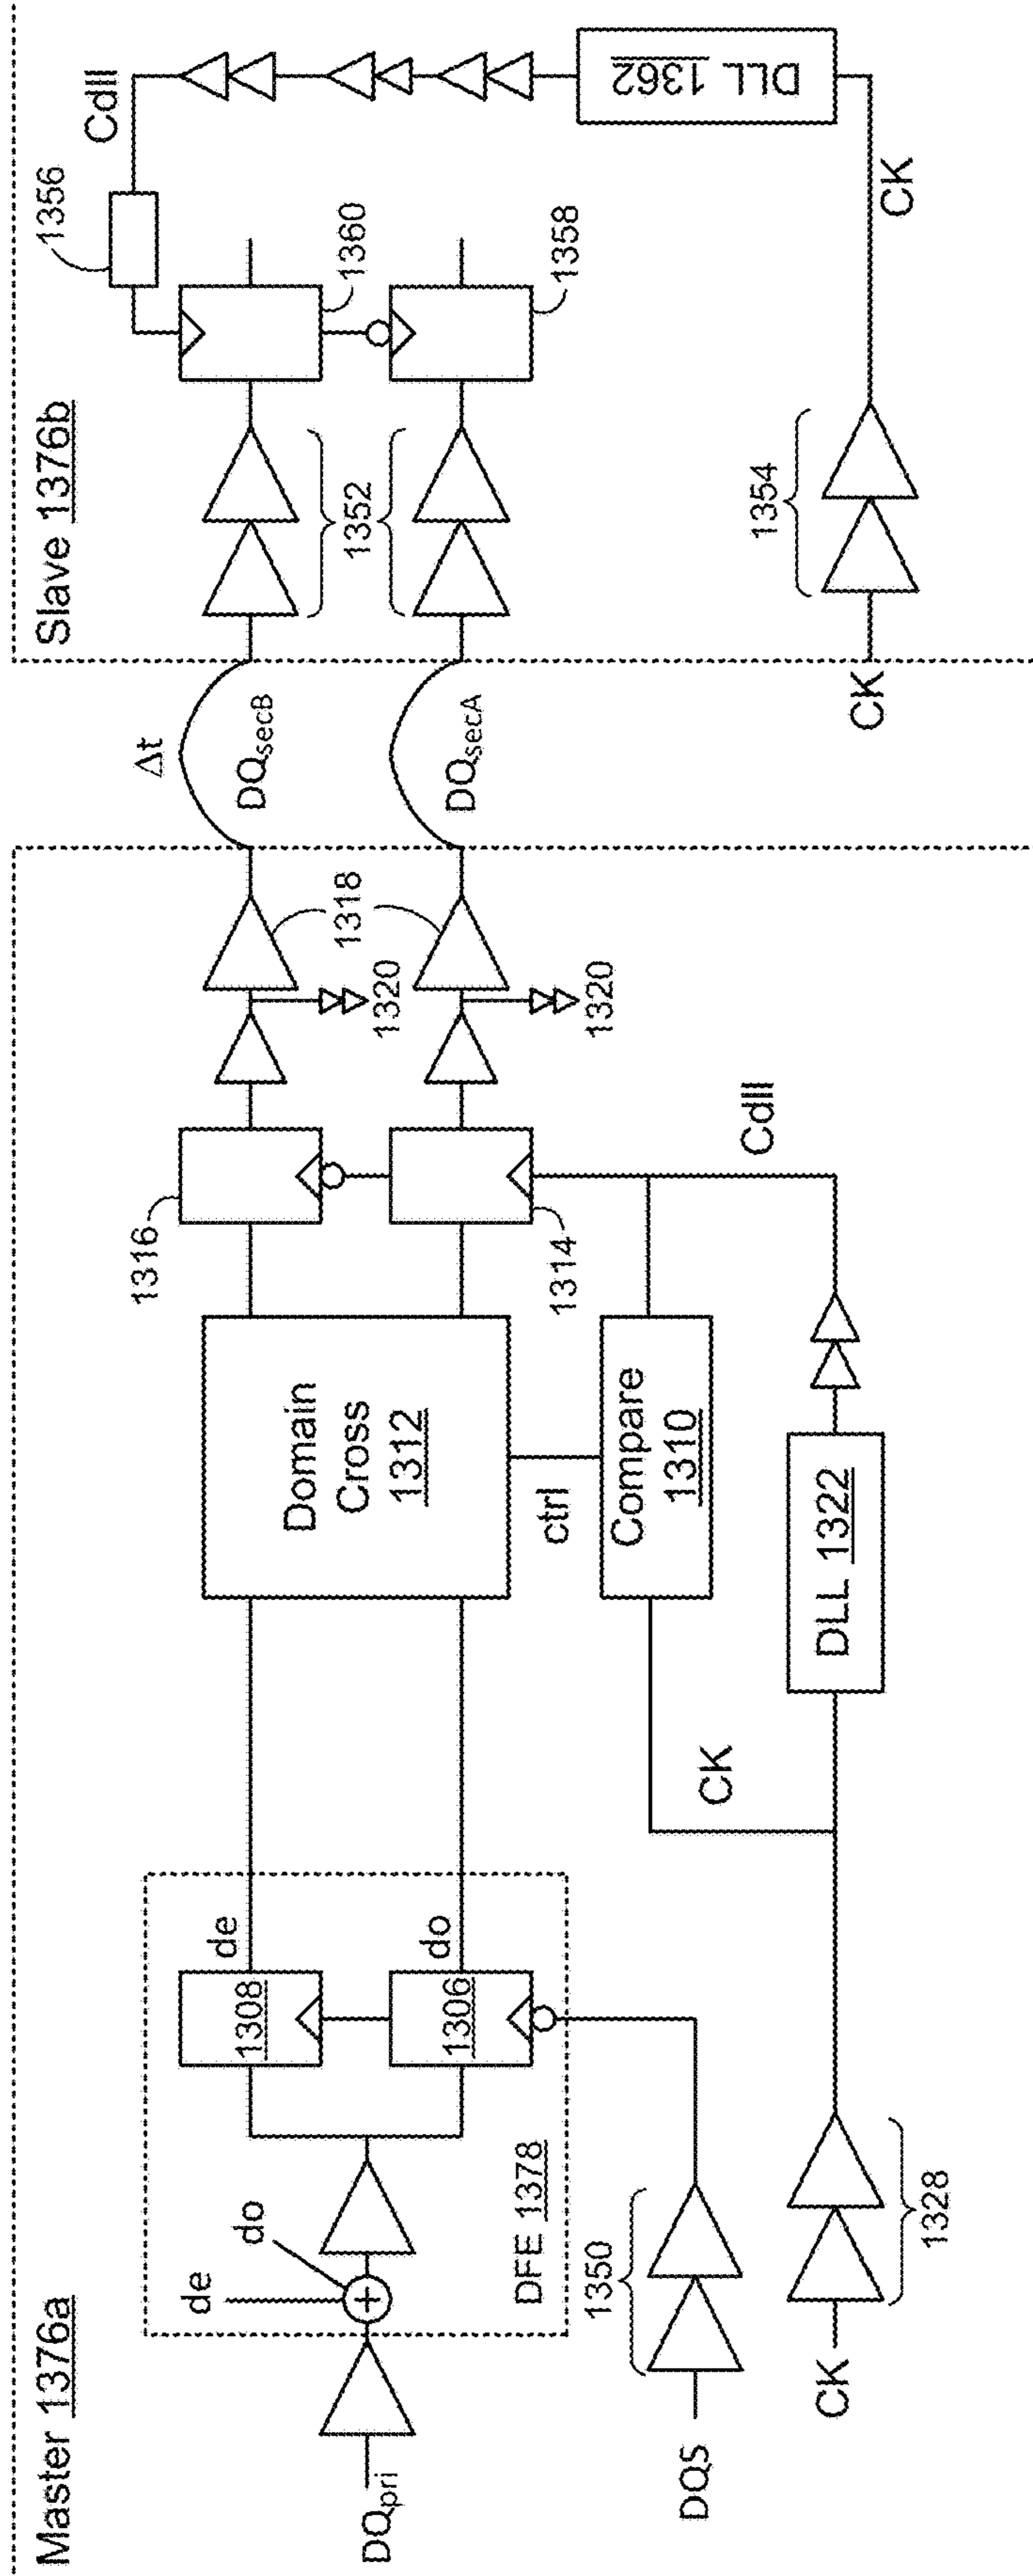 Master 1376a
DQpri
de
do
DFE 1378
1308
de
1306
do
DQS
1350
CK
1328
CK
Domain
Cross
1312
ctrl
Compare
1310
DLL 1322
Cdll
1316
1314
1318
1320
1320
Δt
DQsecB
DQsecA
Slave 1376b
1352
1356
Cdll
1360
1358
CK
1354
CK
DLL 1362